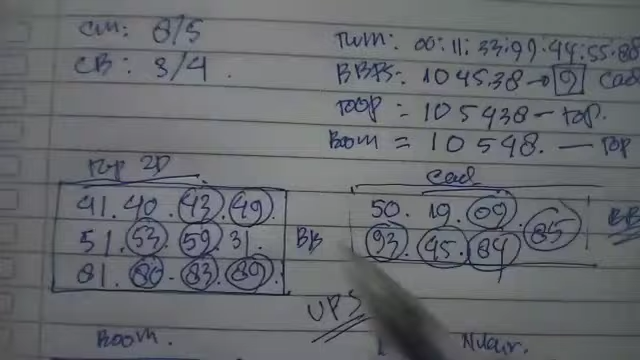 CM: 8/5
CB: 3/4.
TWM: 00:11:33:99:44:55:88
BBFS: 104538 → 9 Cad
TOOP = 105438 - TOP.
BOOM = 10548. - TOP
Top 2D
41. 40. 43. 49.
51. 53. 59. 31.
81. 80. 83. 89.
BB
Cad
50. 19. 09.
93. 45. 84 85
BB
UPS
BOOM.